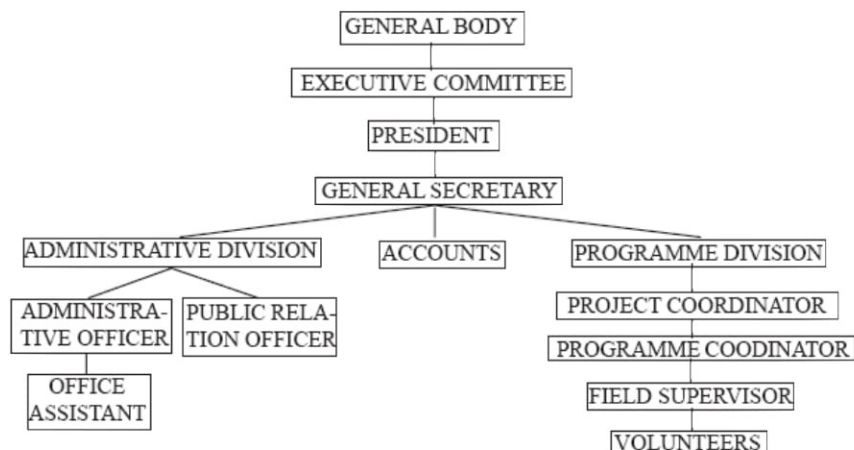 GENERAL BODY
EXECUTIVE COMMITTEE
PRESIDENT
GENERAL SECRETARY
ADMINISTRATIVE DIVISION
ACCOUNTS
PROGRAMME DIVISION
ADMINISTRA-
TIVE OFFICER
PUBLIC RELA-
TION OFFICER
OFFICE
ASSISTANT
PROJECT COORDINATOR
PROGRAMME COODINATOR
FIELD SUPERVISOR
VOLUNTEERS